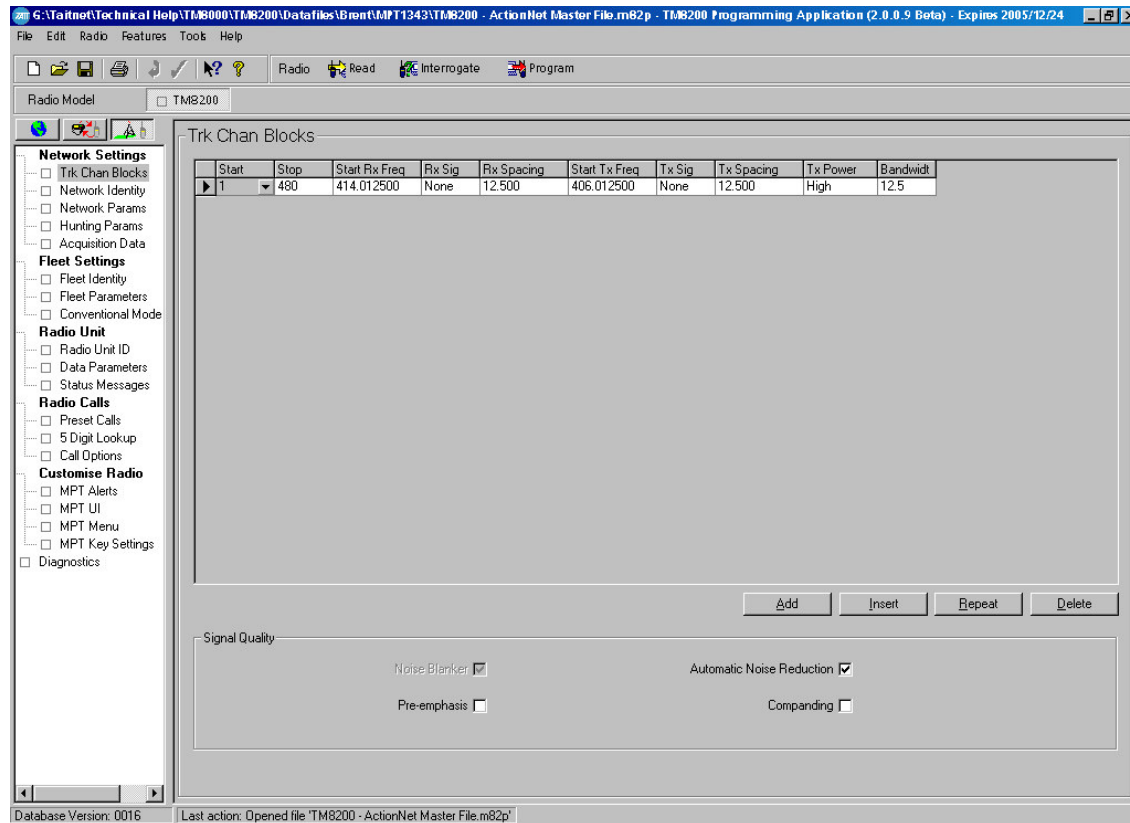 G:\Taitnet\Technical Help\TM8000\TM8200\Datafiles\Brent\MPT1343\TM8200 - ActionNet Master File.m82p - TM8200 Programming Application (2.0.0.9 Beta) - Expires 2005/12/24
File Edit Radio Features Tools Help
Radio Read Interrogate Program
Radio Model TM8200
Network Settings
Trk Chan Blocks
Network Identity
Network Params
Hunting Params
Acquisition Data
Fleet Settings
Fleet Identity
Fleet Parameters
Conventional Mode
Radio Unit
Radio Unit ID
Data Parameters
Status Messages
Radio Calls
Preset Calls
5 Digit Lookup
Call Options
Customise Radio
MPT Alerts
MPT UI
MPT Menu
MPT Key Settings
Diagnostics
Trk Chan Blocks
Start Stop Start Rx Freq Rx Sig Rx Spacing Start Tx Freq Tx Sig Tx Spacing Tx Power Bandwidt
1 480 414.012500 None 12.500 406.012500 None 12.500 High 12.5
Add Insert Repeat Delete
Signal Quality
Noise Blanker Automatic Noise Reduction
Pre-emphasis Companding
Database Version: 0016 Last action: Opened file 'TM8200 - ActionNet Master File.m82p'